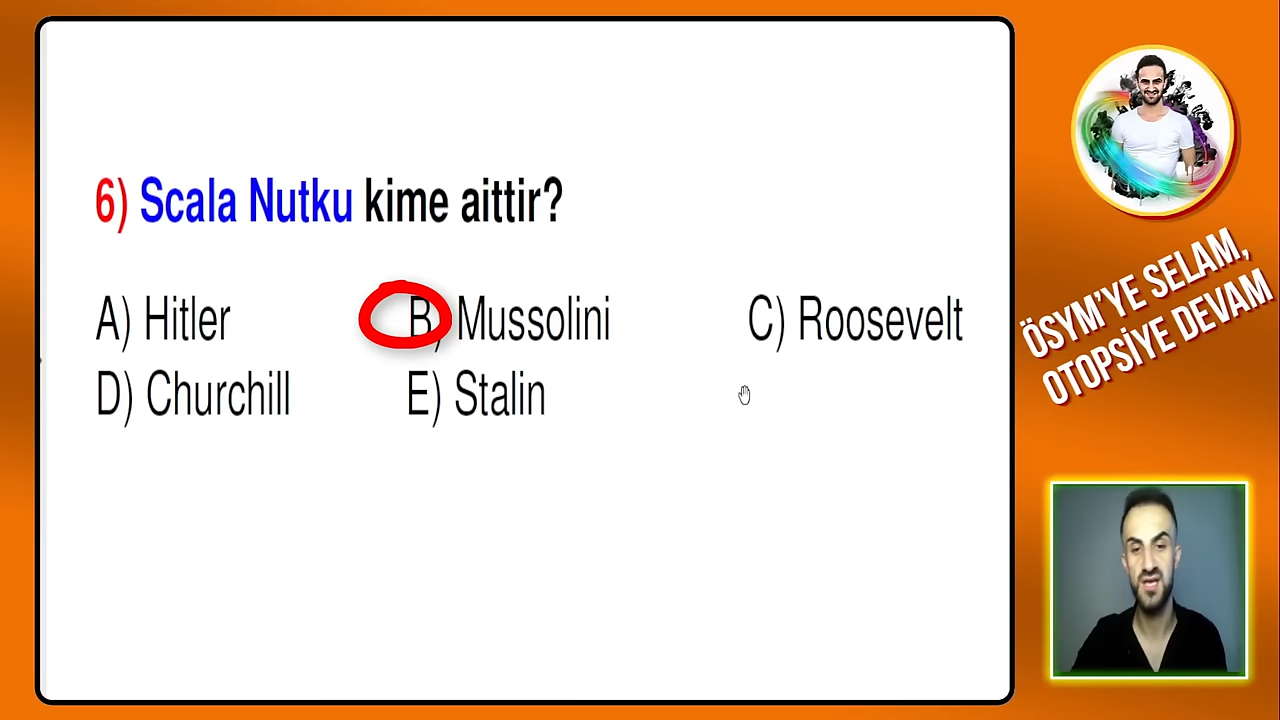 6) Scala Nutku kime aittir?
A) Hitler B) Mussolini C) Roosevelt
D) Churchill E) Stalin
ÖSYM'YE SELAM,
OTOPSİYE DEVAM